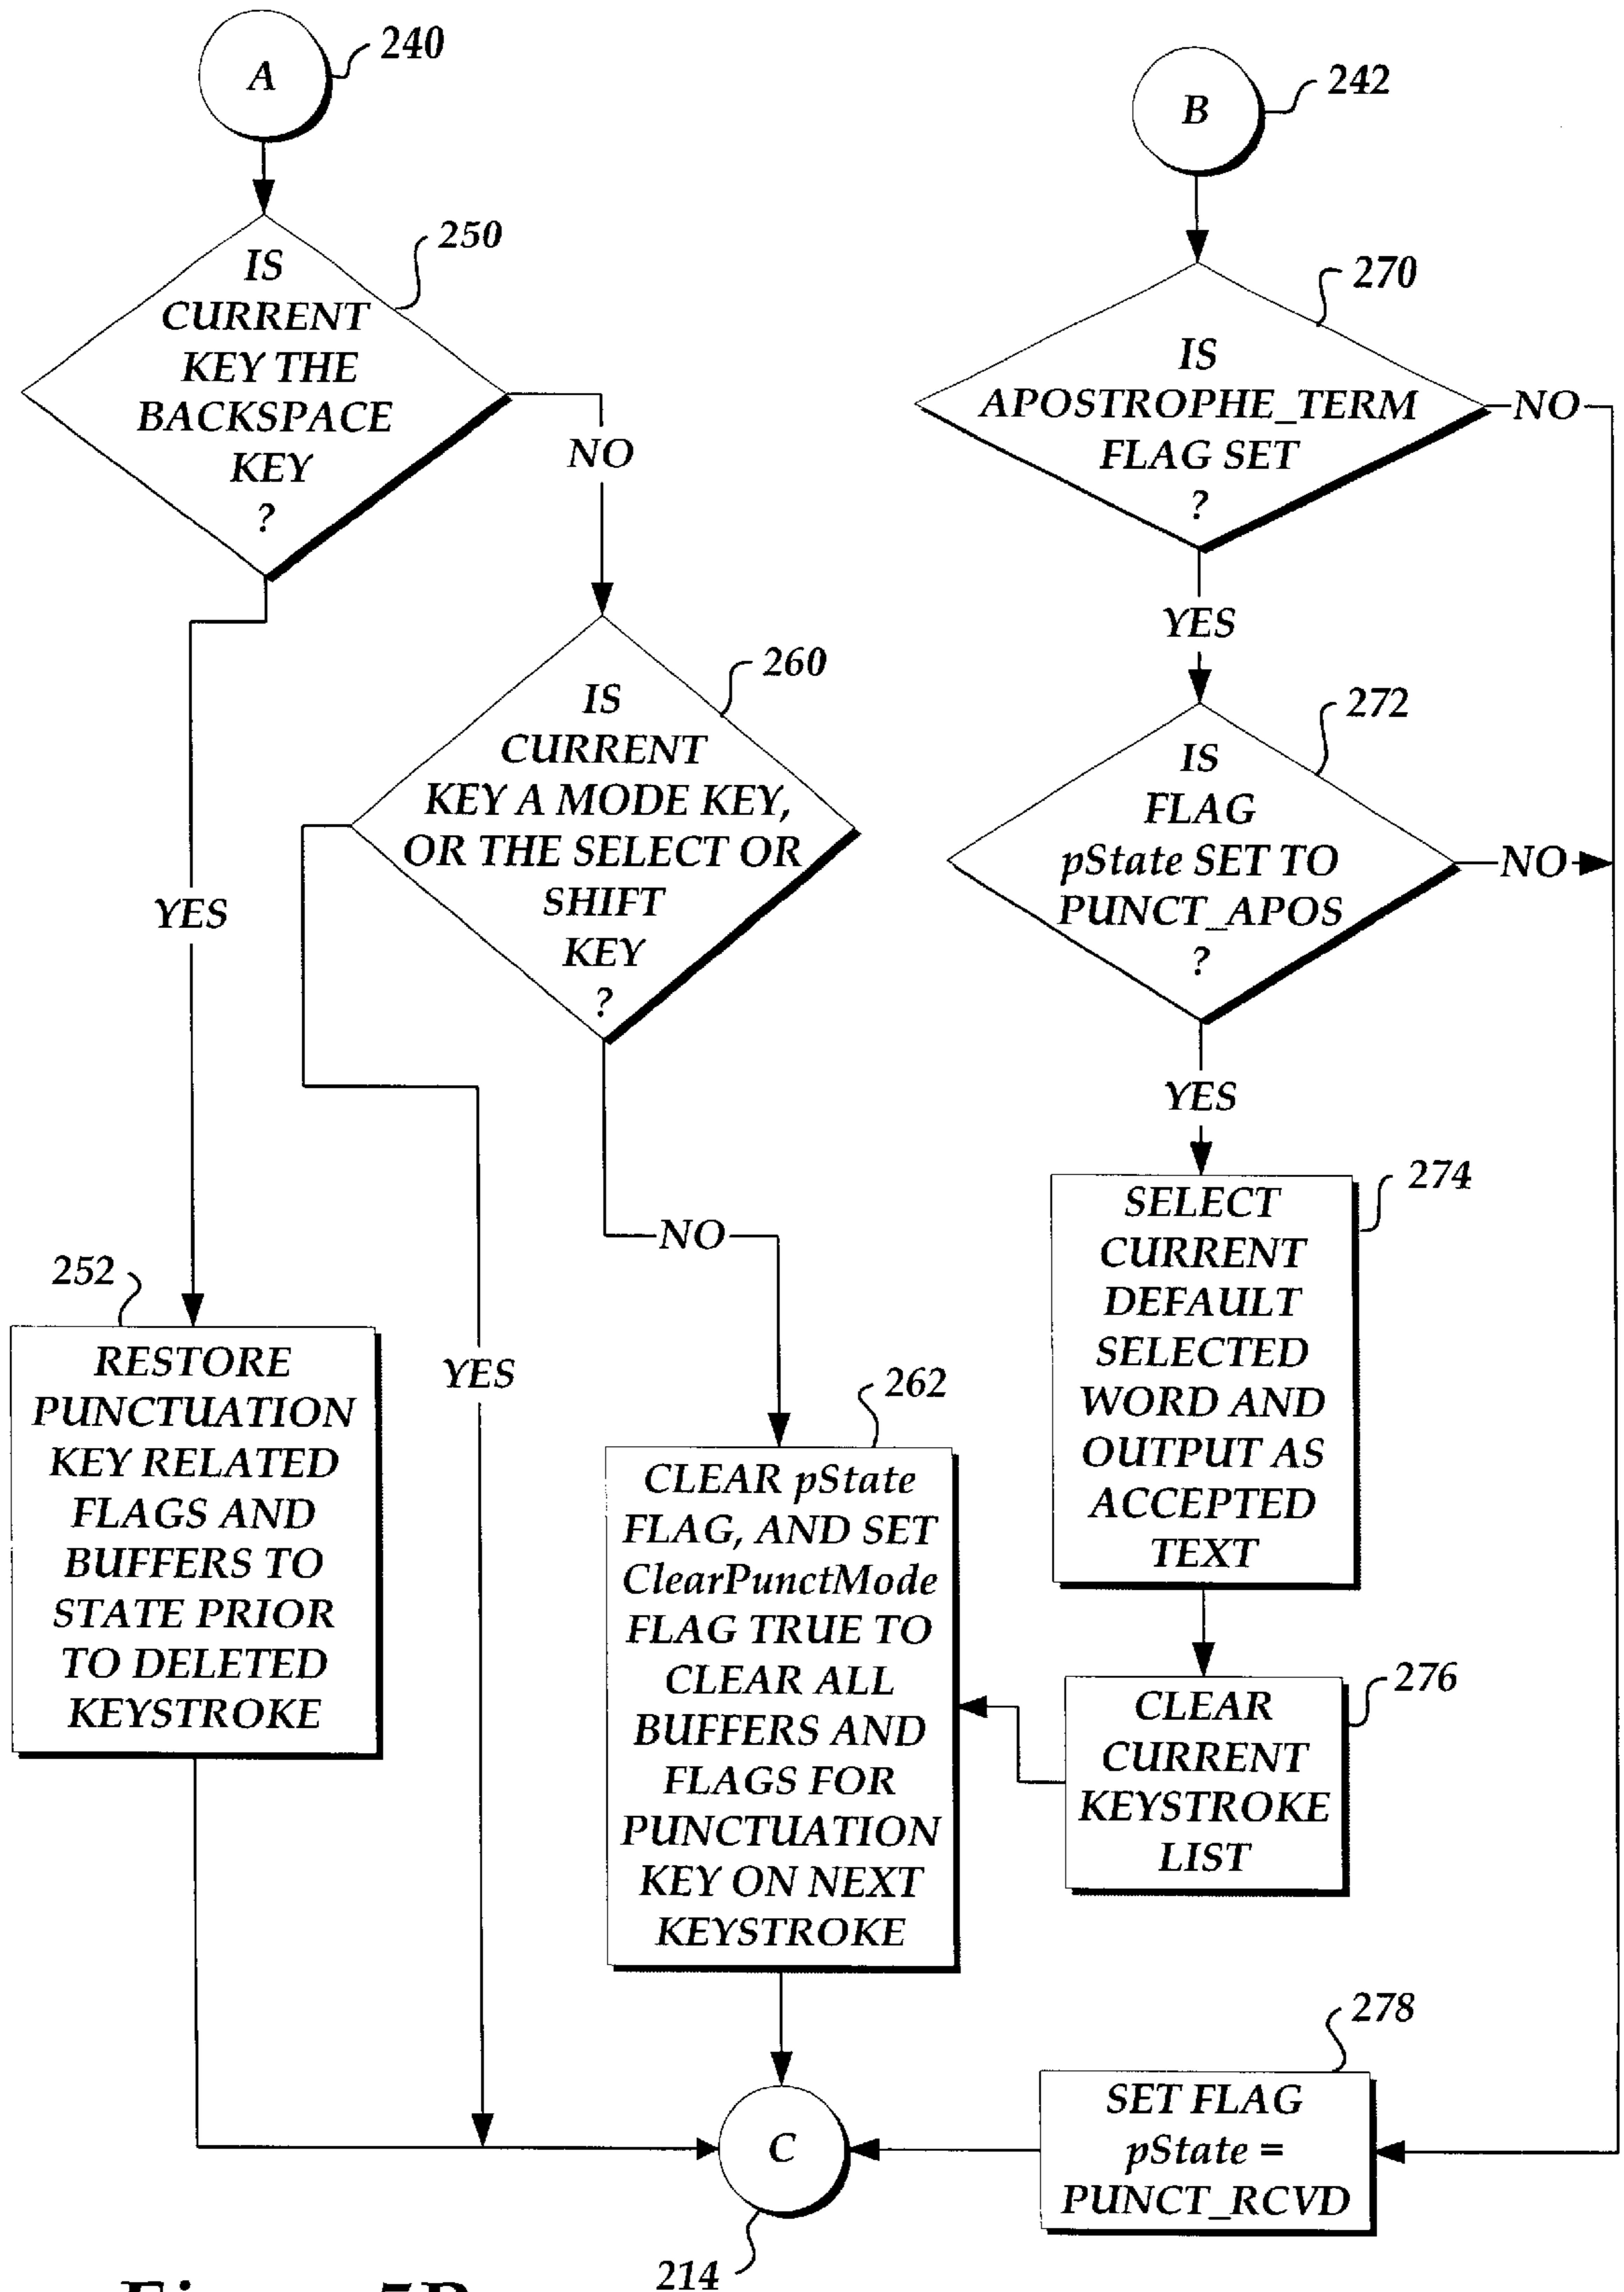 A
240
IS
CURRENT
KEY THE
BACKSPACE
KEY
?
250
NO
YES
IS
CURRENT
KEY A MODE KEY,
OR THE SELECT OR
SHIFT
KEY
?
260
NO
YES
252
RESTORE
PUNCTUATION
KEY RELATED
FLAGS AND
BUFFERS TO
STATE PRIOR
TO DELETED
KEYSTROKE
262
CLEAR pState
FLAG, AND SET
ClearPunctMode
FLAG TRUE TO
CLEAR ALL
BUFFERS AND
FLAGS FOR
PUNCTUATION
KEY ON NEXT
KEYSTROKE
B
242
IS
APOSTROPHE_TERM
FLAG SET
?
270
NO
YES
IS
FLAG
pState SET TO
PUNCT_APOS
?
272
NO
YES
274
SELECT
CURRENT
DEFAULT
SELECTED
WORD AND
OUTPUT AS
ACCEPTED
TEXT
276
CLEAR
CURRENT
KEYSTROKE
LIST
278
SET FLAG
pState =
PUNCT_RCVD
C
214